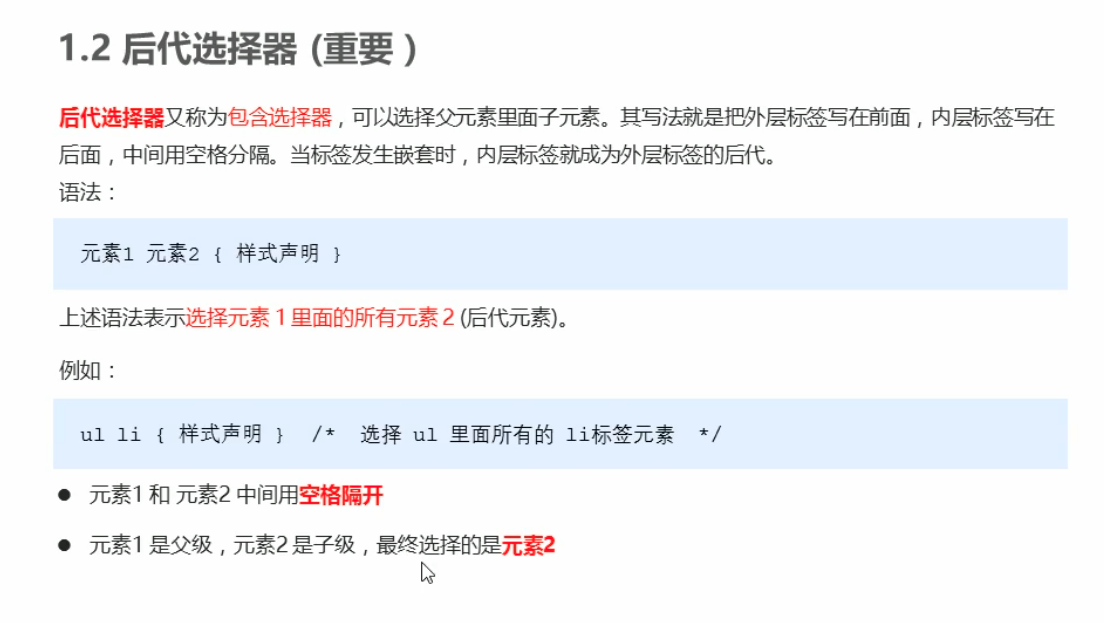 1.2 后代选择器 (重要 )
后代选择器又称为包含选择器，可以选择父元素里面子元素。其写法就是把外层标签写在前面，内层标签写在
后面，中间用空格分隔。当标签发生嵌套时，内层标签就成为外层标签的后代。
语法：
元素1 元素2 { 样式声明 }
上述语法表示选择元素 1 里面的所有元素 2 (后代元素)。
例如：
ul li { 样式声明 } /* 选择 ul 里面所有的 li标签元素 */
● 元素1 和 元素2 中间用空格隔开
● 元素1 是父级，元素2 是子级，最终选择的是元素2